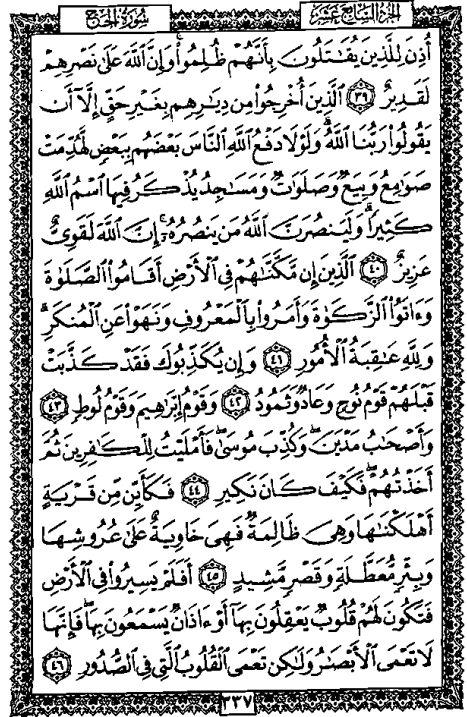 الجزء السابع عشر
سورة الحج
أُذِنَ لِلَّذِينَ يُقَٰتَلُونَ بِأَنَّهُمْ ظُلِمُوا۟ وَإِنَّ ٱللَّهَ عَلَىٰ نَصْرِهِمْ
لَقَدِيرٌ ٣٩ ٱلَّذِينَ أُخْرِجُوا۟ مِن دِيَٰرِهِم بِغَيْرِ حَقٍّ إِلَّآ أَن
يَقُولُوا۟ رَبُّنَا ٱللَّهُ وَلَوْلَا دَفْعُ ٱللَّهِ ٱلنَّاسَ بَعْضَهُم بِبَعْضٍ لَّهُدِّمَتْ
صَوَٰمِعُ وَبِيَعٌ وَصَلَوَٰتٌ وَمَسَٰجِدُ يُذْكَرُ فِيهَا ٱسْمُ ٱللَّهِ
كَثِيرًا وَلَيَنصُرَنَّ ٱللَّهُ مَن يَنصُرُهُۥٓ إِنَّ ٱللَّهَ لَقَوِىٌّ
عَزِيزٌ ٤٠ ٱلَّذِينَ إِن مَّكَّنَّٰهُمْ فِى ٱلْأَرْضِ أَقَامُوا۟ ٱلصَّلَوٰةَ
وَءَاتَوُا۟ ٱلزَّكَوٰةَ وَأَمَرُوا۟ بِٱلْمَعْرُوفِ وَنَهَوْا۟ عَنِ ٱلْمُنكَرِ
وَلِلَّهِ عَٰقِبَةُ ٱلْأُمُورِ ٤١ وَإِن يُكَذِّبُوكَ فَقَدْ كَذَّبَتْ
قَبْلَهُمْ قَوْمُ نُوحٍ وَعَادٌ وَثَمُودُ ٤٢ وَقَوْمُ إِبْرَٰهِيمَ وَقَوْمُ لُوطٍ ٤٣
وَأَصْحَٰبُ مَدْيَنَ وَكُذِّبَ مُوسَىٰ فَأَمْلَيْتُ لِلْكَٰفِرِينَ ثُمَّ
أَخَذْتُهُمْ فَكَيْفَ كَانَ نَكِيرِ ٤٤ فَكَأَيِّن مِّن قَرْيَةٍ
أَهْلَكْنَٰهَا وَهِىَ ظَالِمَةٌ فَهِىَ خَاوِيَةٌ عَلَىٰ عُرُوشِهَا
وَبِئْرٍ مُّعَطَّلَةٍ وَقَصْرٍ مَّشِيدٍ ٤٥ أَفَلَمْ يَسِيرُوا۟ فِى ٱلْأَرْضِ
فَتَكُونَ لَهُمْ قُلُوبٌ يَعْقِلُونَ بِهَآ أَوْ ءَاذَانٌ يَسْمَعُونَ بِهَا فَإِنَّهَا
لَا تَعْمَى ٱلْأَبْصَٰرُ وَلَٰكِن تَعْمَى ٱلْقُلُوبُ ٱلَّتِى فِى ٱلصُّدُورِ ٤٦
٣٣٧